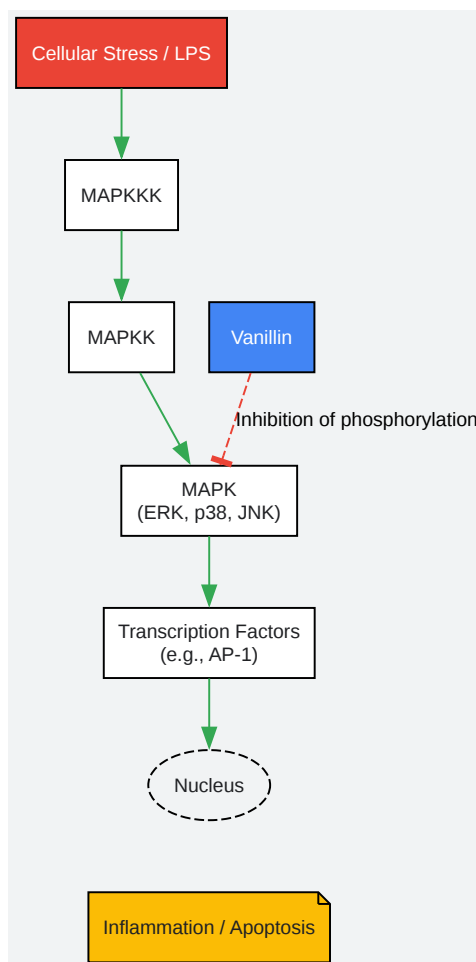 Cellular Stress / LPS
MAPKKK
MAPKK
Vanillin
Inhibition of phosphorylation
MAPK
(ERK, p38, JNK)
Transcription Factors
(e.g., AP-1)
Nucleus
Inflammation / Apoptosis